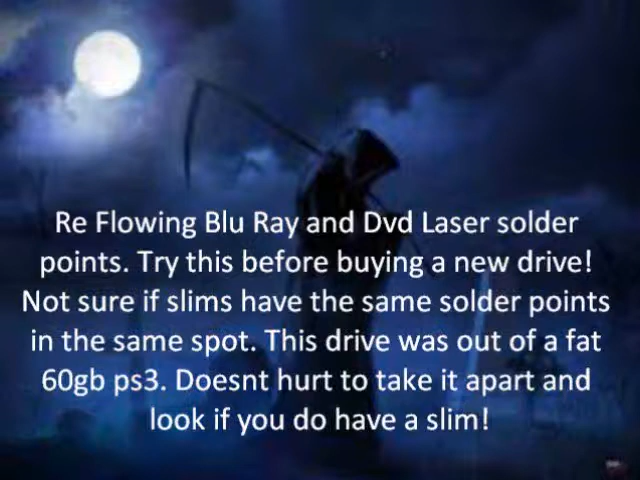 Re Flowing Blu Ray and Dvd Laser solder
points. Try this before buying a new drive!
Not sure if slims have the same solder points
in the same spot. This drive was out of a fat
60gb ps3. Doesnt hurt to take it apart and
look if you do have a slim!